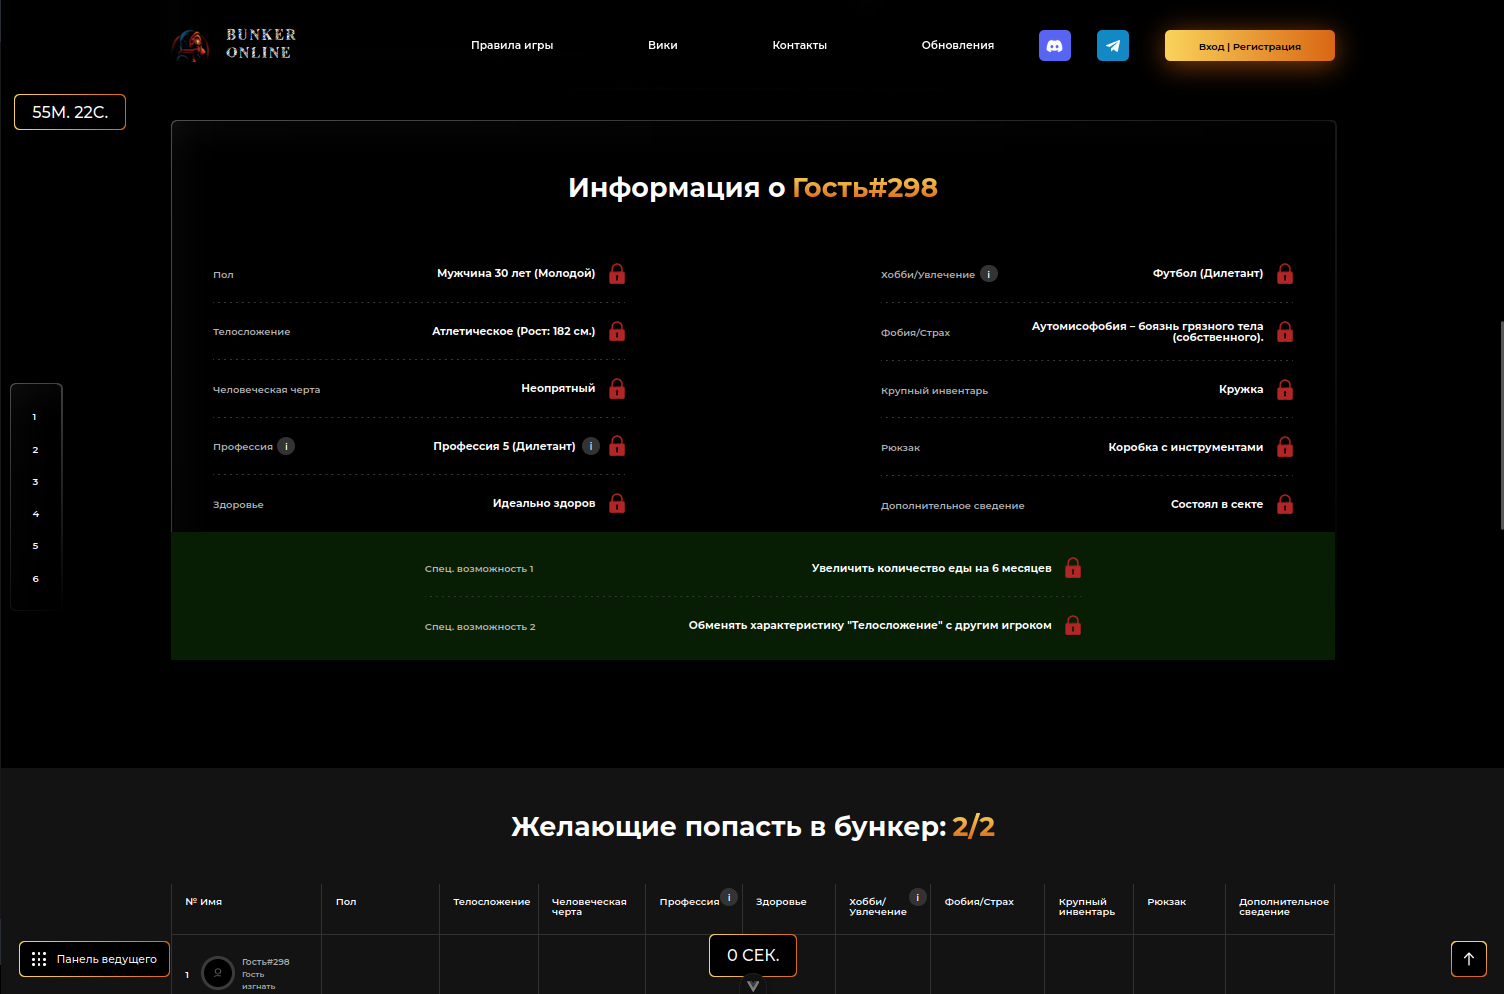 BUNKER
ONLINE
Правила игры
Вики
Контакты
Обновления
Вход | Регистрация
55М. 22С.
Информация о Гость#298
Пол
Мужчина 30 лет (Молодой)
Телосложение
Атлетическое (Рост: 182 см.)
Человеческая черта
Неопрятный
Профессия i
Профессия 5 (Дилетант) i
Здоровье
Идеально здоров
Хобби/Увлечение i
Футбол (Дилетант)
Фобия/Страх
Аутомисофобия – боязнь грязного тела
(собственного).
Крупный инвентарь
Кружка
Рюкзак
Коробка с инструментами
Дополнительное сведение
Состоял в секте
1
2
3
4
5
6
Спец. возможность 1
Увеличить количество еды на 6 месяцев
Спец. возможность 2
Обменять характеристику "Телосложение" с другим игроком
Желающие попасть в бункер: 2/2
№ Имя
Пол
Телосложение
Человеческая
черта
Профессия i
Здоровье
Хобби/
Увлечение i
Фобия/Страх
Крупный
инвентарь
Рюкзак
Дополнительное
сведение
1
Гость#298
Гость
изгнать
Панель ведущего
0 СЕК.